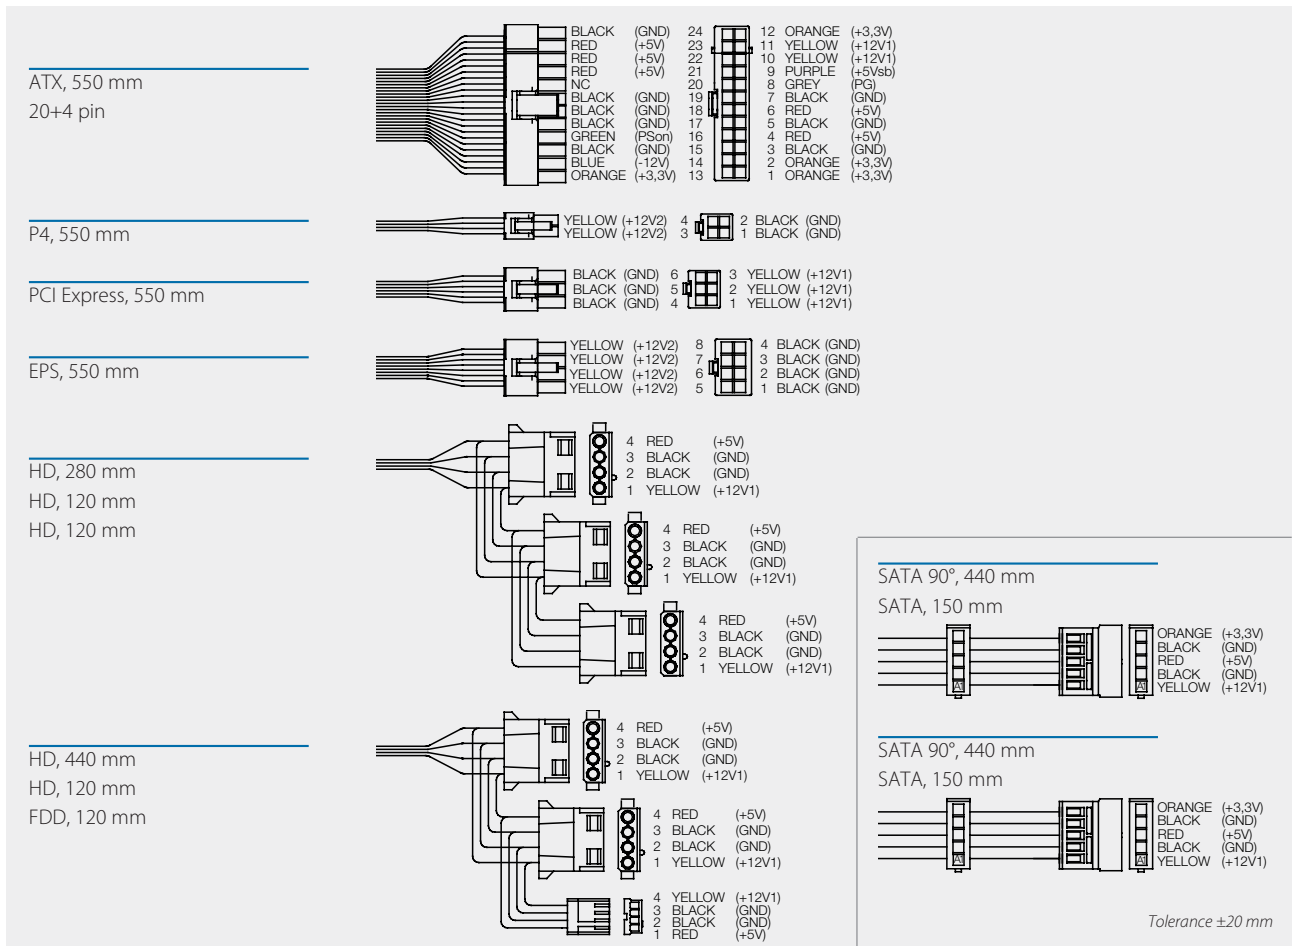 ATX, 550 mm
20+4 pin
BLACK (GND) 24 12 ORANGE (+3,3V)
RED (+5V) 23 11 YELLOW (+12V1)
RED (+5V) 22 10 YELLOW (+12V1)
RED (+5V) 21 9 PURPLE (+5Vsb)
NC 20 8 GREY (PG)
BLACK (GND) 19 7 BLACK (GND)
BLACK (GND) 18 6 RED (+5V)
BLACK (GND) 17 5 BLACK (GND)
GREEN (PSon) 16 4 RED (+5V)
BLACK (GND) 15 3 BLACK (GND)
BLUE (-12V) 14 2 ORANGE (+3,3V)
ORANGE (+3,3V) 13 1 ORANGE (+3,3V)
P4, 550 mm
YELLOW (+12V2) 4 2 BLACK (GND)
YELLOW (+12V2) 3 1 BLACK (GND)
PCI Express, 550 mm
BLACK (GND) 6 3 YELLOW (+12V1)
BLACK (GND) 5 2 YELLOW (+12V1)
BLACK (GND) 4 1 YELLOW (+12V1)
EPS, 550 mm
YELLOW (+12V2) 8 4 BLACK (GND)
YELLOW (+12V2) 7 3 BLACK (GND)
YELLOW (+12V2) 6 2 BLACK (GND)
YELLOW (+12V2) 5 1 BLACK (GND)
HD, 280 mm
HD, 120 mm
HD, 120 mm
4 RED (+5V)
3 BLACK (GND)
2 BLACK (GND)
1 YELLOW (+12V1)
4 RED (+5V)
3 BLACK (GND)
2 BLACK (GND)
1 YELLOW (+12V1)
4 RED (+5V)
3 BLACK (GND)
2 BLACK (GND)
1 YELLOW (+12V1)
HD, 440 mm
HD, 120 mm
FDD, 120 mm
4 RED (+5V)
3 BLACK (GND)
2 BLACK (GND)
1 YELLOW (+12V1)
4 RED (+5V)
3 BLACK (GND)
2 BLACK (GND)
1 YELLOW (+12V1)
4 YELLOW (+12V1)
3 BLACK (GND)
2 BLACK (GND)
1 RED (+5V)
SATA 90°, 440 mm
SATA, 150 mm
ORANGE (+3,3V)
BLACK (GND)
RED (+5V)
BLACK (GND)
A1 A1 YELLOW (+12V1)
SATA 90°, 440 mm
SATA, 150 mm
ORANGE (+3,3V)
BLACK (GND)
RED (+5V)
BLACK (GND)
A1 A1 YELLOW (+12V1)
Tolerance ±20 mm